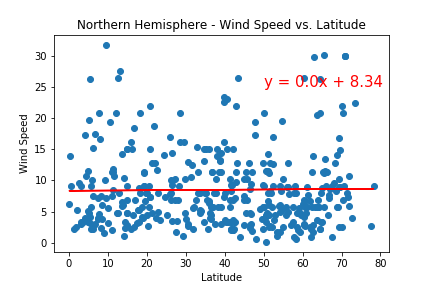 Northern Hemisphere - Wind Speed vs. Latitude
30
25
20
15
10
5
0
Wind Speed
y = 0.0x + 8.34
0 10 20 30 40 50 60 70 80
Latitude